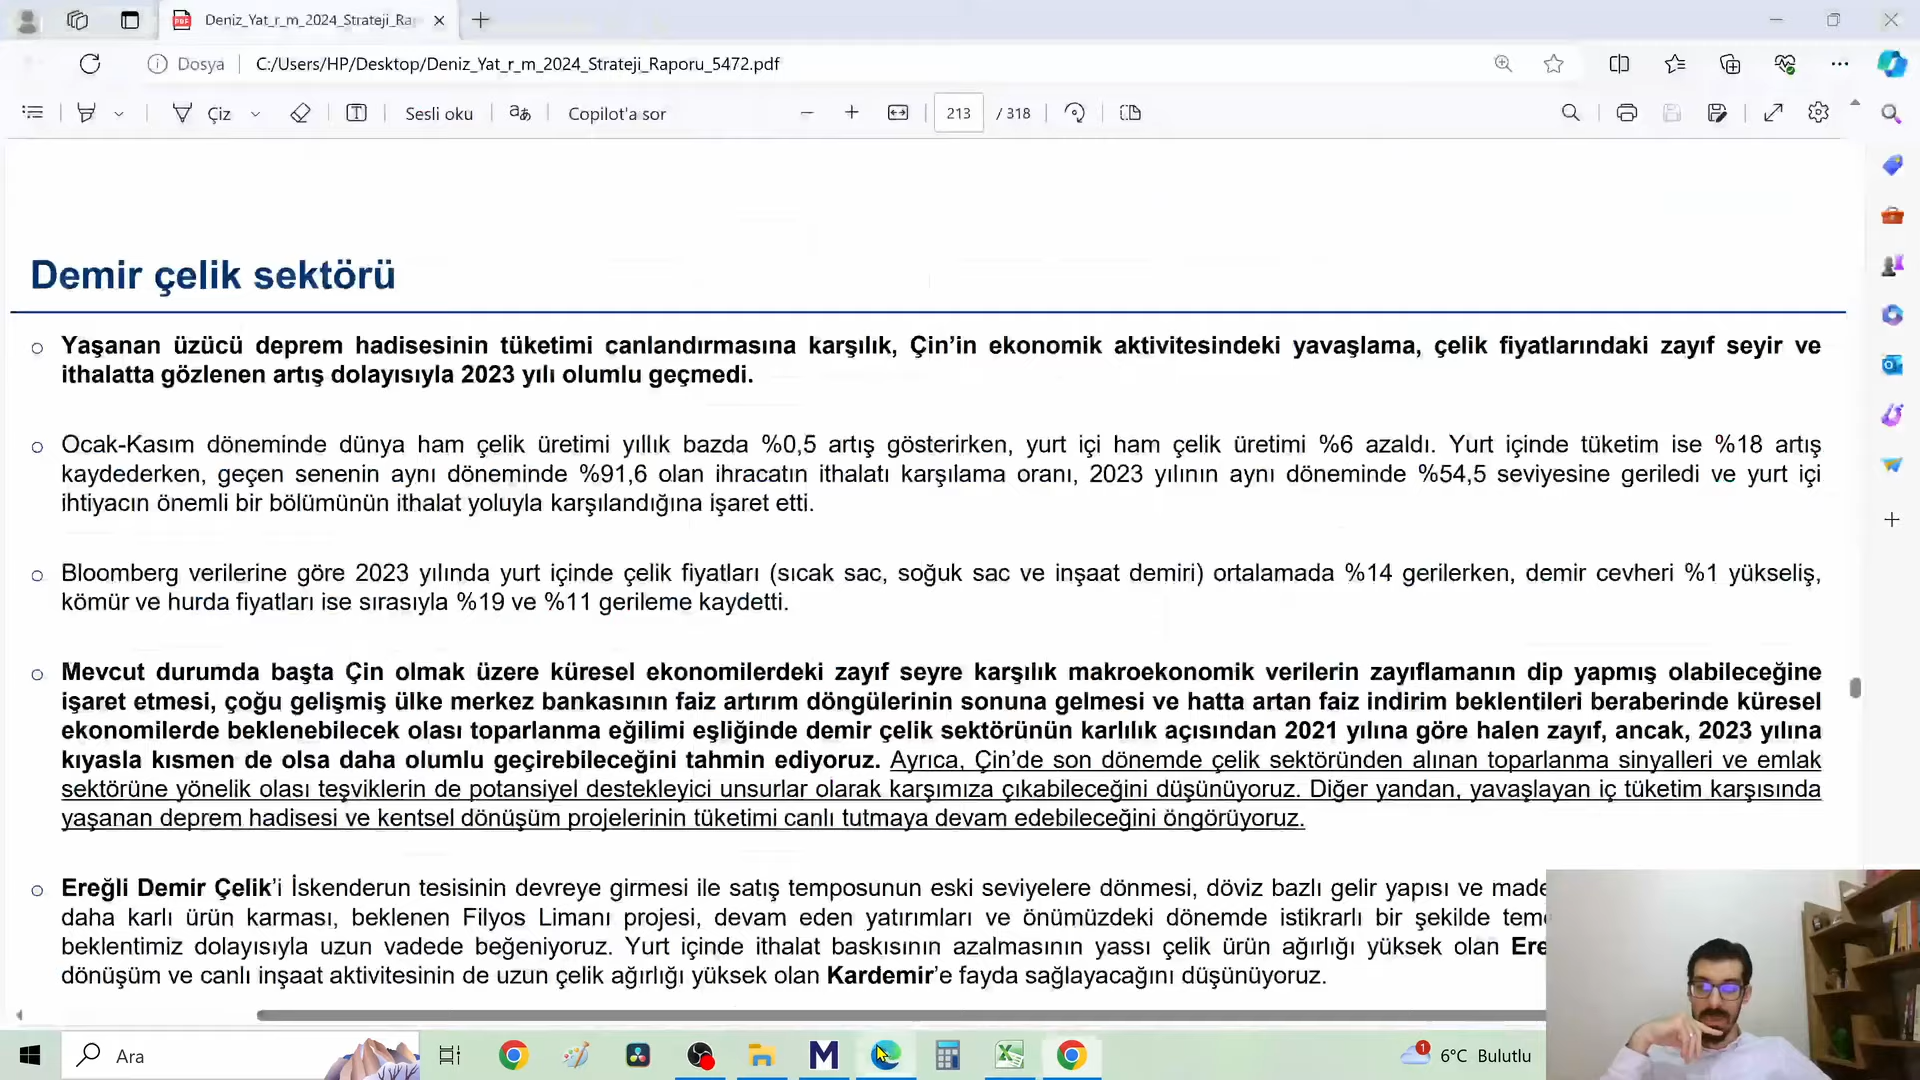 Deniz_Yat_r_m_2024_Strateji_Ra
Dosya
C:/Users/HP/Desktop/Deniz_Yat_r_m_2024_Strateji_Raporu_5472.pdf
Çiz
Sesli oku
Copilot'a sor
213 / 318
Demir çelik sektörü
Yaşanan üzücü deprem hadisesinin tüketimi canlandırmasına karşılık, Çin’in ekonomik aktivitesindeki yavaşlama, çelik fiyatlarındaki zayıf seyir ve
ithalatta gözlenen artış dolayısıyla 2023 yılı olumlu geçmedi.
Ocak-Kasım döneminde dünya ham çelik üretimi yıllık bazda %0,5 artış gösterirken, yurt içi ham çelik üretimi %6 azaldı. Yurt içinde tüketim ise %18 artış
kaydederken, geçen senenin aynı döneminde %91,6 olan ihracatın ithalatı karşılama oranı, 2023 yılının aynı döneminde %54,5 seviyesine geriledi ve yurt içi
ihtiyacın önemli bir bölümünün ithalat yoluyla karşılandığına işaret etti.
Bloomberg verilerine göre 2023 yılında yurt içinde çelik fiyatları (sıcak sac, soğuk sac ve inşaat demiri) ortalamada %14 gerilerken, demir cevheri %1 yükseliş,
kömür ve hurda fiyatları ise sırasıyla %19 ve %11 gerileme kaydetti.
Mevcut durumda başta Çin olmak üzere küresel ekonomilerdeki zayıf seyre karşılık makroekonomik verilerin zayıflamanın dip yapmış olabileceğine
işaret etmesi, çoğu gelişmiş ülke merkez bankasının faiz artırım döngülerinin sonuna gelmesi ve hatta artan faiz indirim beklentileri beraberinde küresel
ekonomilerde beklenebilecek olası toparlanma eğilimi eşliğinde demir çelik sektörünün karlılık açısından 2021 yılına göre halen zayıf, ancak, 2023 yılına
kıyasla kısmen de olsa daha olumlu geçirebileceğini tahmin ediyoruz. Ayrıca, Çin’de son dönemde çelik sektöründen alınan toparlanma sinyalleri ve emlak
sektörüne yönelik olası teşviklerin de potansiyel destekleyici unsurlar olarak karşımıza çıkabileceğini düşünüyoruz. Diğer yandan, yavaşlayan iç tüketim karşısında
yaşanan deprem hadisesi ve kentsel dönüşüm projelerinin tüketimi canlı tutmaya devam edebileceğini öngörüyoruz.
Ereğli Demir Çelik’i İskenderun tesisinin devreye girmesi ile satış temposunun eski seviyelere dönmesi, döviz bazlı gelir yapısı ve made
daha karlı ürün karması, beklenen Filyos Limanı projesi, devam eden yatırımları ve önümüzdeki dönemde istikrarlı bir şekilde tem
beklentimiz dolayısıyla uzun vadede beğeniyoruz. Yurt içinde ithalat baskısının azalmasının yassı çelik ürün ağırlığı yüksek olan Ere
dönüşüm ve canlı inşaat aktivitesinin de uzun çelik ağırlığı yüksek olan Kardemir’e fayda sağlayacağını düşünüyoruz.
Ara
6°C Bulutlu